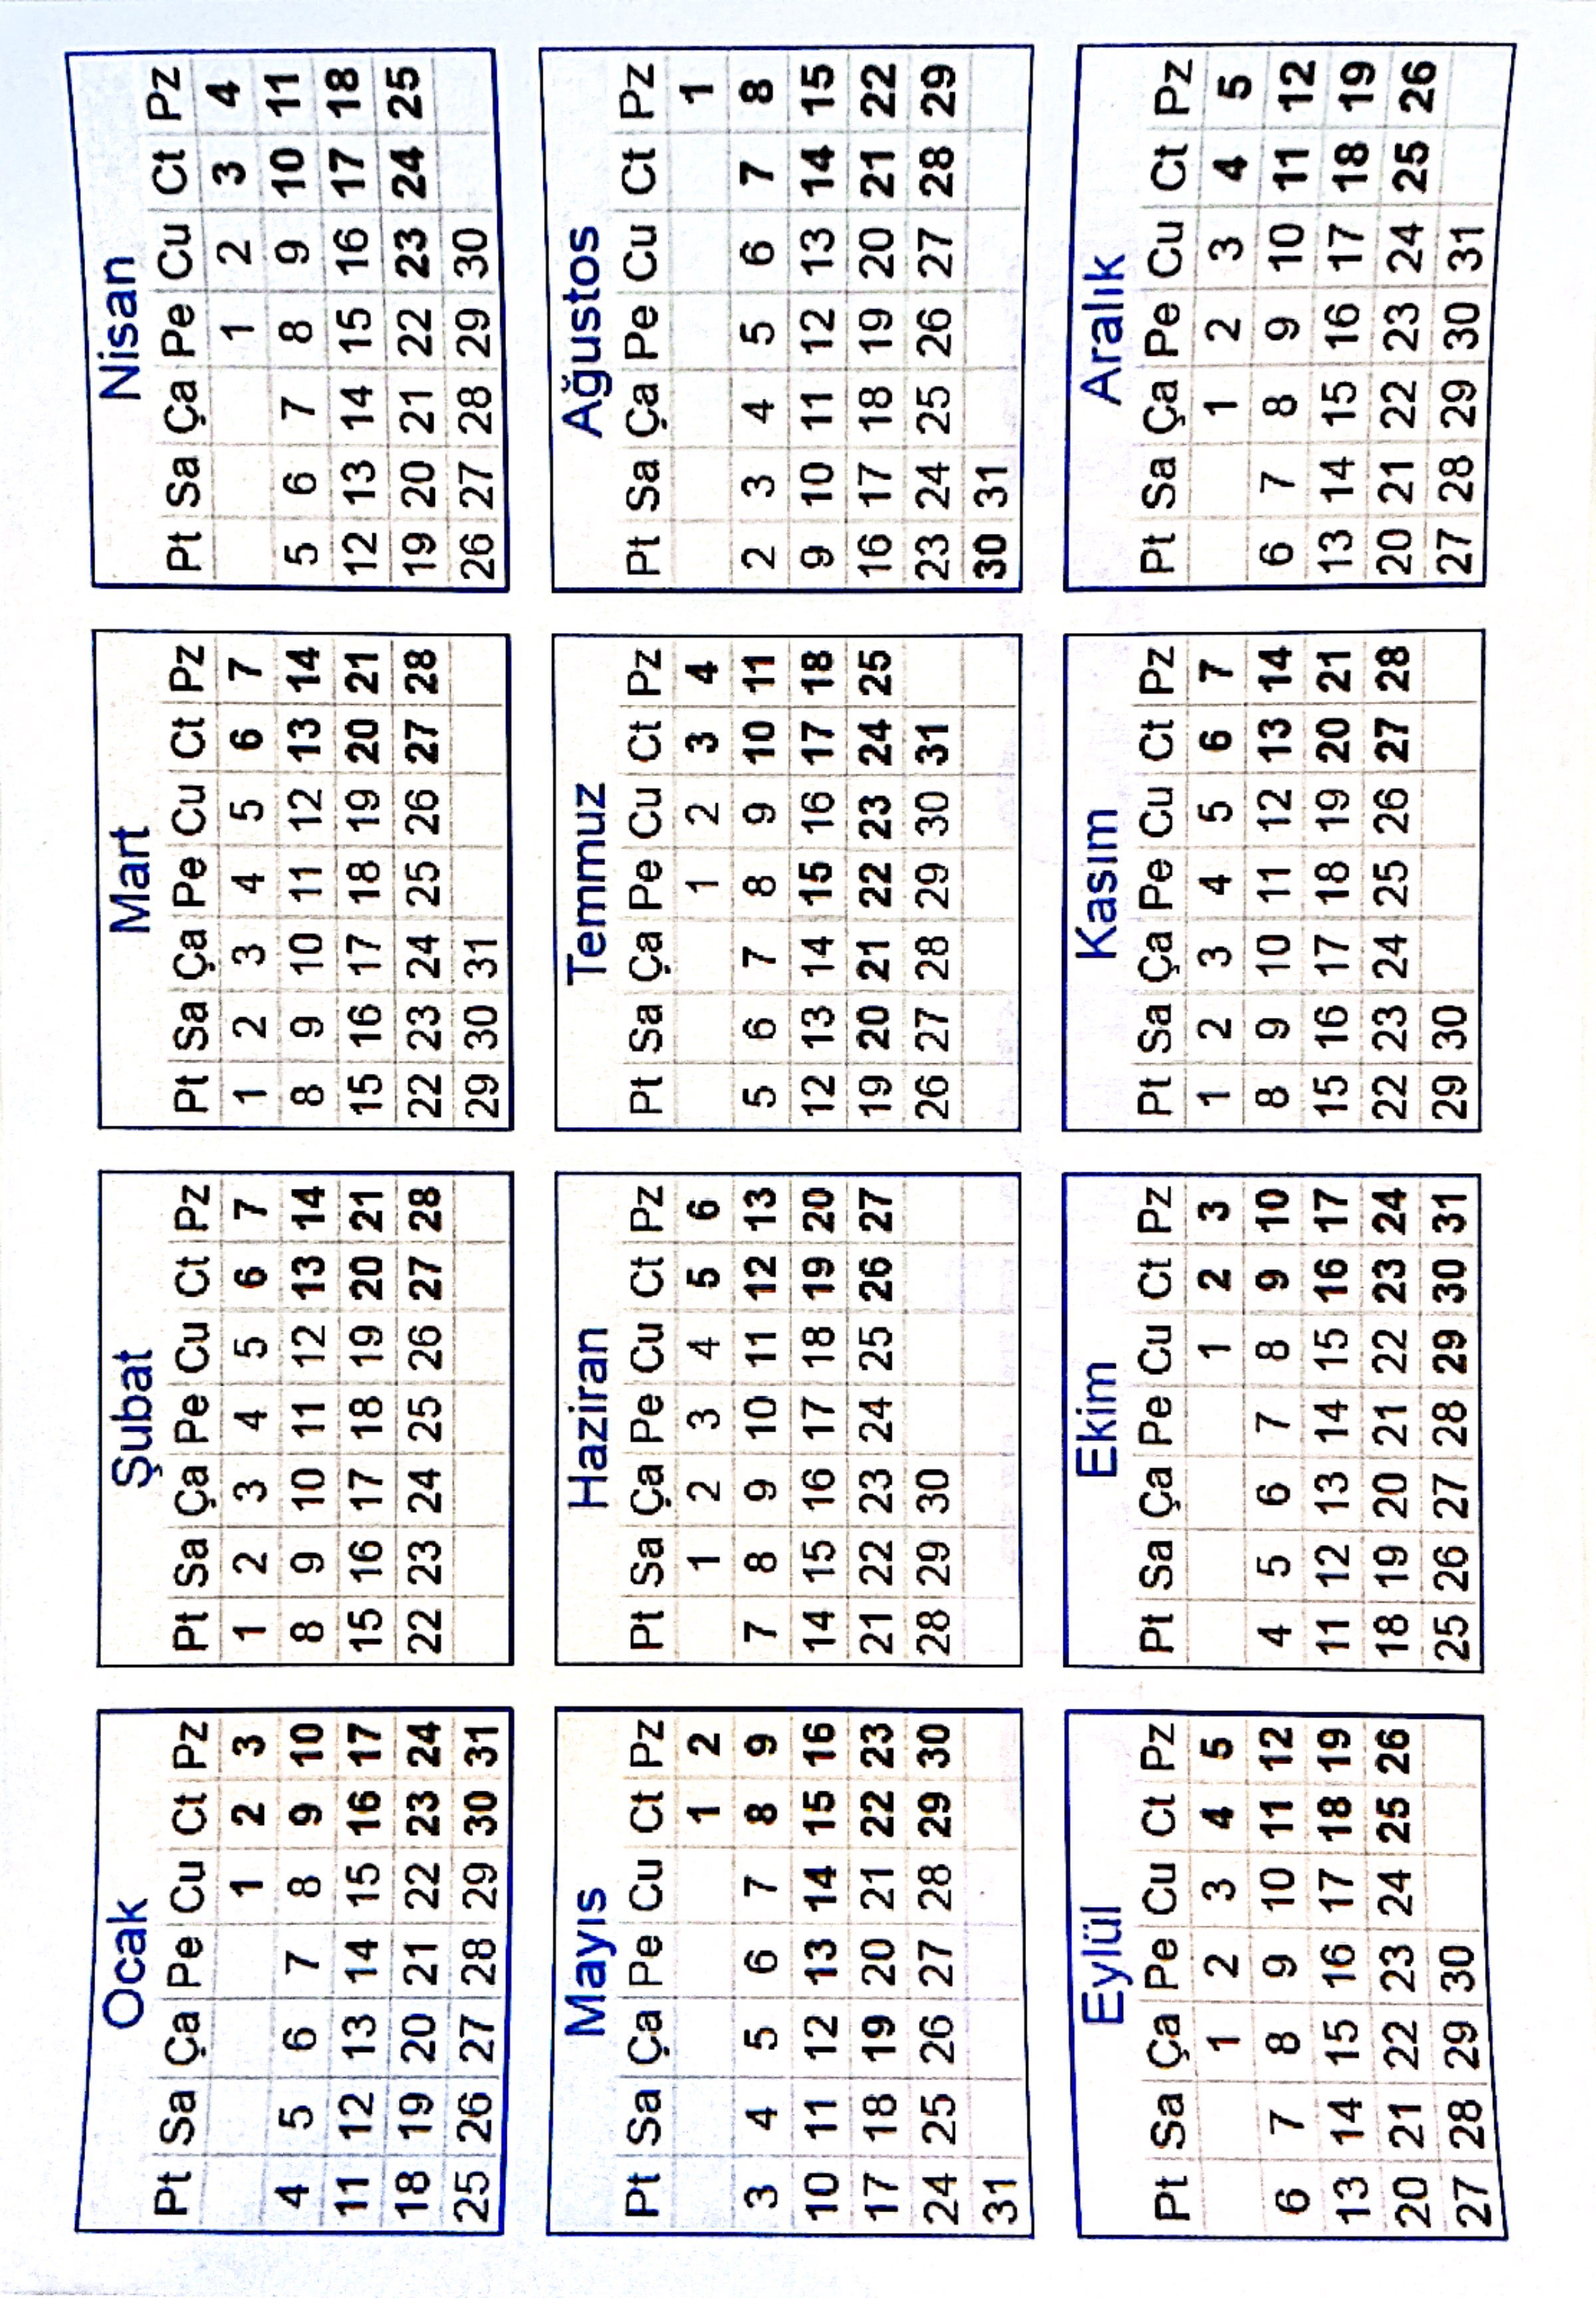 Ocak
Pt Sa Ça Pe Cu Ct Pz
1 2 3
4 5 6 7 8 9 10
11 12 13 14 15 16 17
18 19 20 21 22 23 24
25 26 27 28 29 30 31
Şubat
Pt Sa Ça Pe Cu Ct Pz
1 2 3 4 5 6 7
8 9 10 11 12 13 14
15 16 17 18 19 20 21
22 23 24 25 26 27 28
Mart
Pt Sa Ça Pe Cu Ct Pz
1 2 3 4 5 6 7
8 9 10 11 12 13 14
15 16 17 18 19 20 21
22 23 24 25 26 27 28
29 30 31
Nisan
Pt Sa Ça Pe Cu Ct Pz
1 2 3 4
5 6 7 8 9 10 11
12 13 14 15 16 17 18
19 20 21 22 23 24 25
26 27 28 29 30
Mayıs
Pt Sa Ça Pe Cu Ct Pz
1 2
3 4 5 6 7 8 9
10 11 12 13 14 15 16
17 18 19 20 21 22 23
24 25 26 27 28 29 30
31
Haziran
Pt Sa Ça Pe Cu Ct Pz
1 2 3 4 5 6
7 8 9 10 11 12 13
14 15 16 17 18 19 20
21 22 23 24 25 26 27
28 29 30
Temmuz
Pt Sa Ça Pe Cu Ct Pz
1 2 3 4
5 6 7 8 9 10 11
12 13 14 15 16 17 18
19 20 21 22 23 24 25
26 27 28 29 30 31
Ağustos
Pt Sa Ça Pe Cu Ct Pz
1
2 3 4 5 6 7 8
9 10 11 12 13 14 15
16 17 18 19 20 21 22
23 24 25 26 27 28 29
30 31
Eylül
Pt Sa Ça Pe Cu Ct Pz
1 2 3 4 5
6 7 8 9 10 11 12
13 14 15 16 17 18 19
20 21 22 23 24 25 26
27 28 29 30
Ekim
Pt Sa Ça Pe Cu Ct Pz
1 2 3
4 5 6 7 8 9 10
11 12 13 14 15 16 17
18 19 20 21 22 23 24
25 26 27 28 29 30 31
Kasım
Pt Sa Ça Pe Cu Ct Pz
1 2 3 4 5 6 7
8 9 10 11 12 13 14
15 16 17 18 19 20 21
22 23 24 25 26 27 28
29 30
Aralık
Pt Sa Ça Pe Cu Ct Pz
1 2 3 4 5
6 7 8 9 10 11 12
13 14 15 16 17 18 19
20 21 22 23 24 25 26
27 28 29 30 31